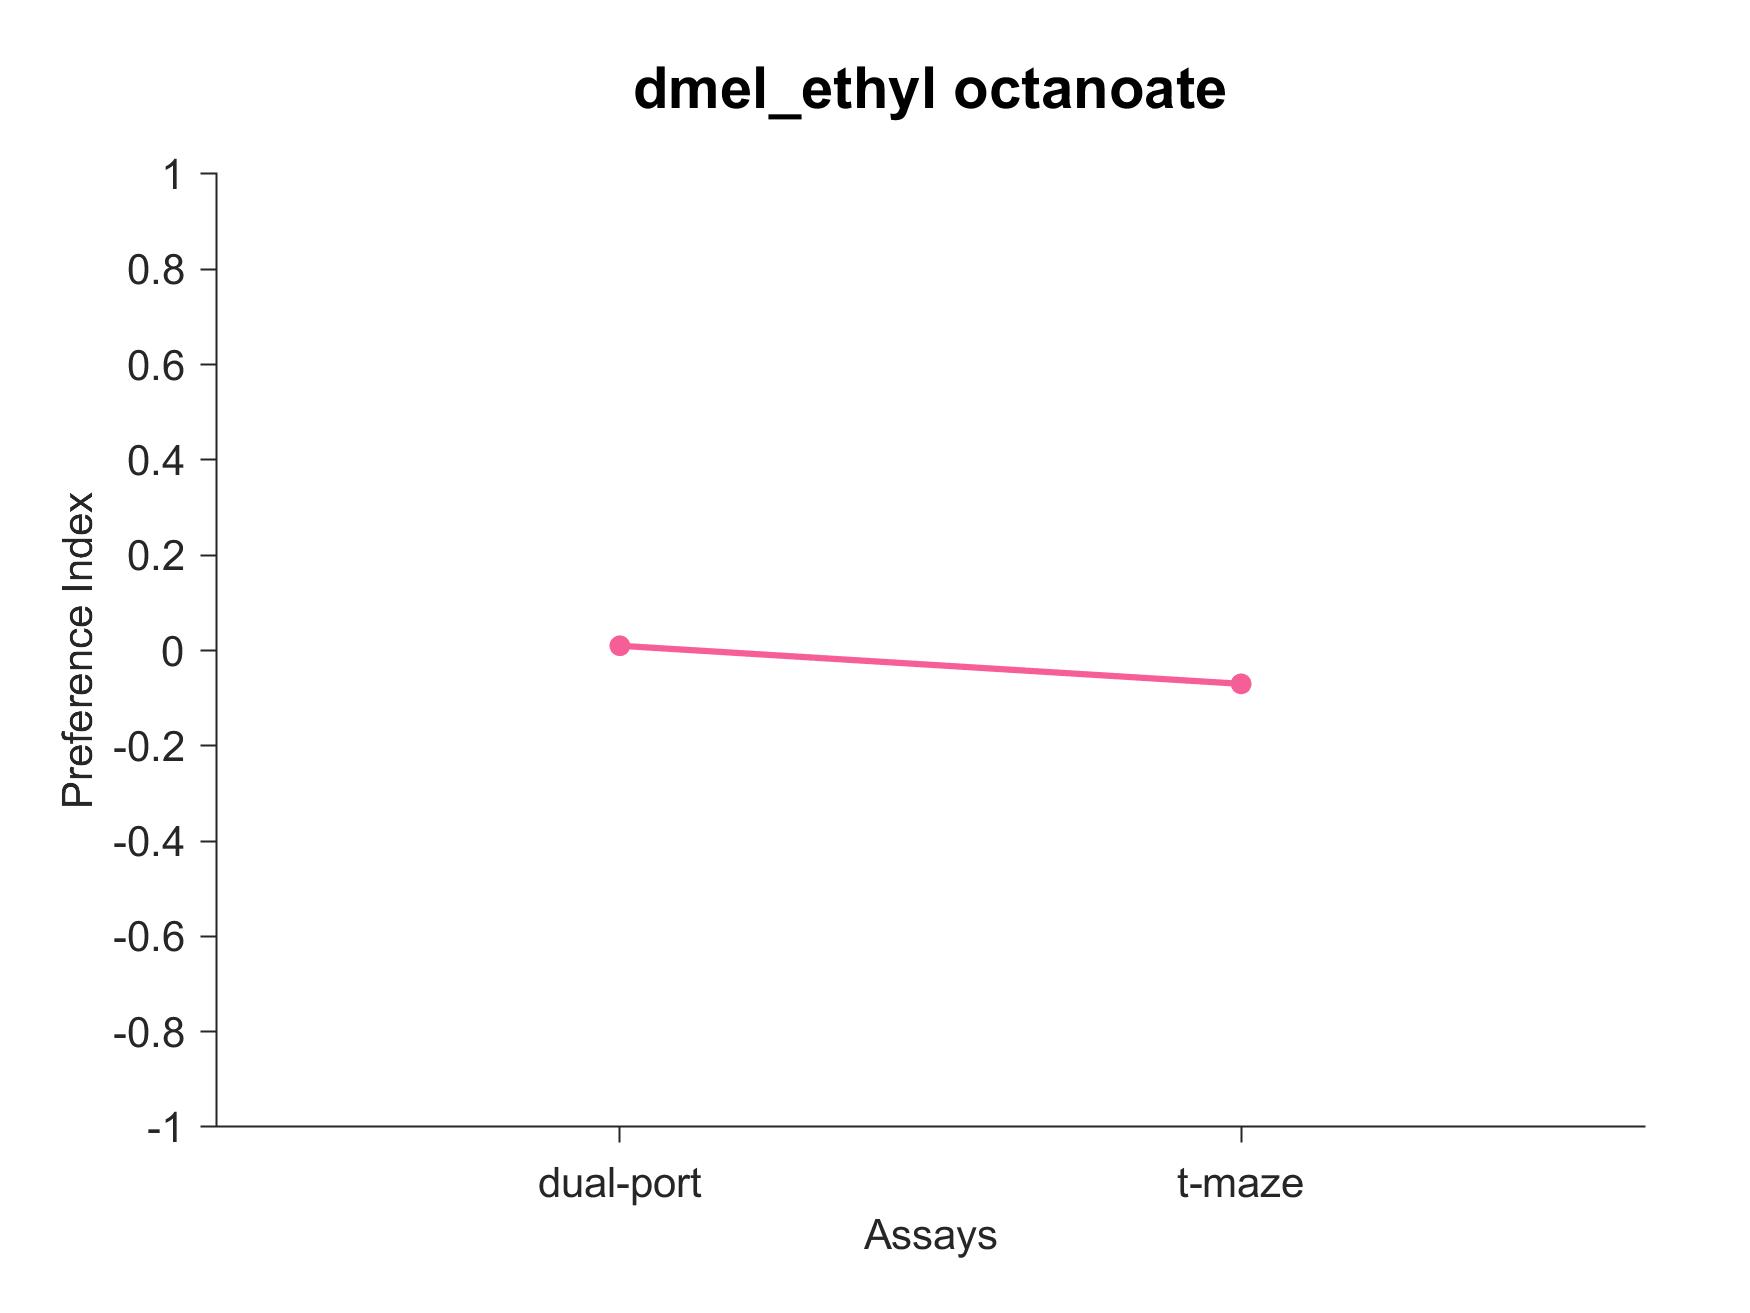 dmel_ethyl octanoate
1
0.8
0.6
0.4
0.2
0
-0.2
-0.4
-0.6
-0.8
-1
Preference Index
dual-port
t-maze
Assays